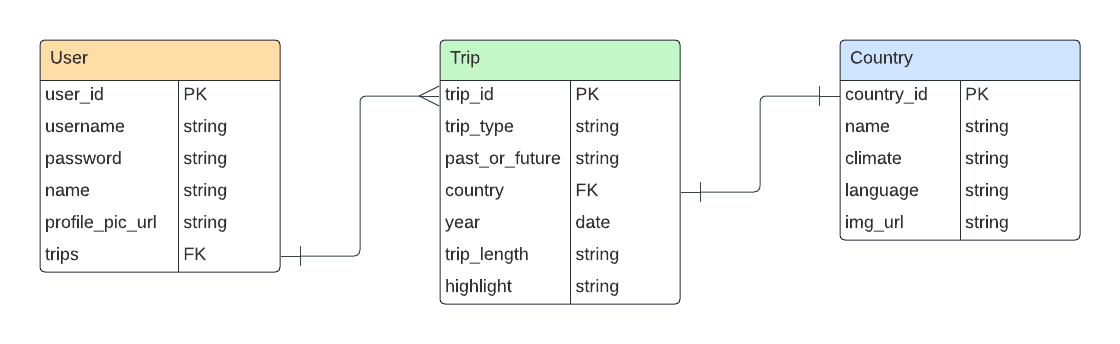 User
user_id PK
username string
password string
name string
profile_pic_url string
trips FK
Trip
trip_id PK
trip_type string
past_or_future string
country FK
year date
trip_length string
highlight string
Country
country_id PK
name string
climate string
language string
img_url string